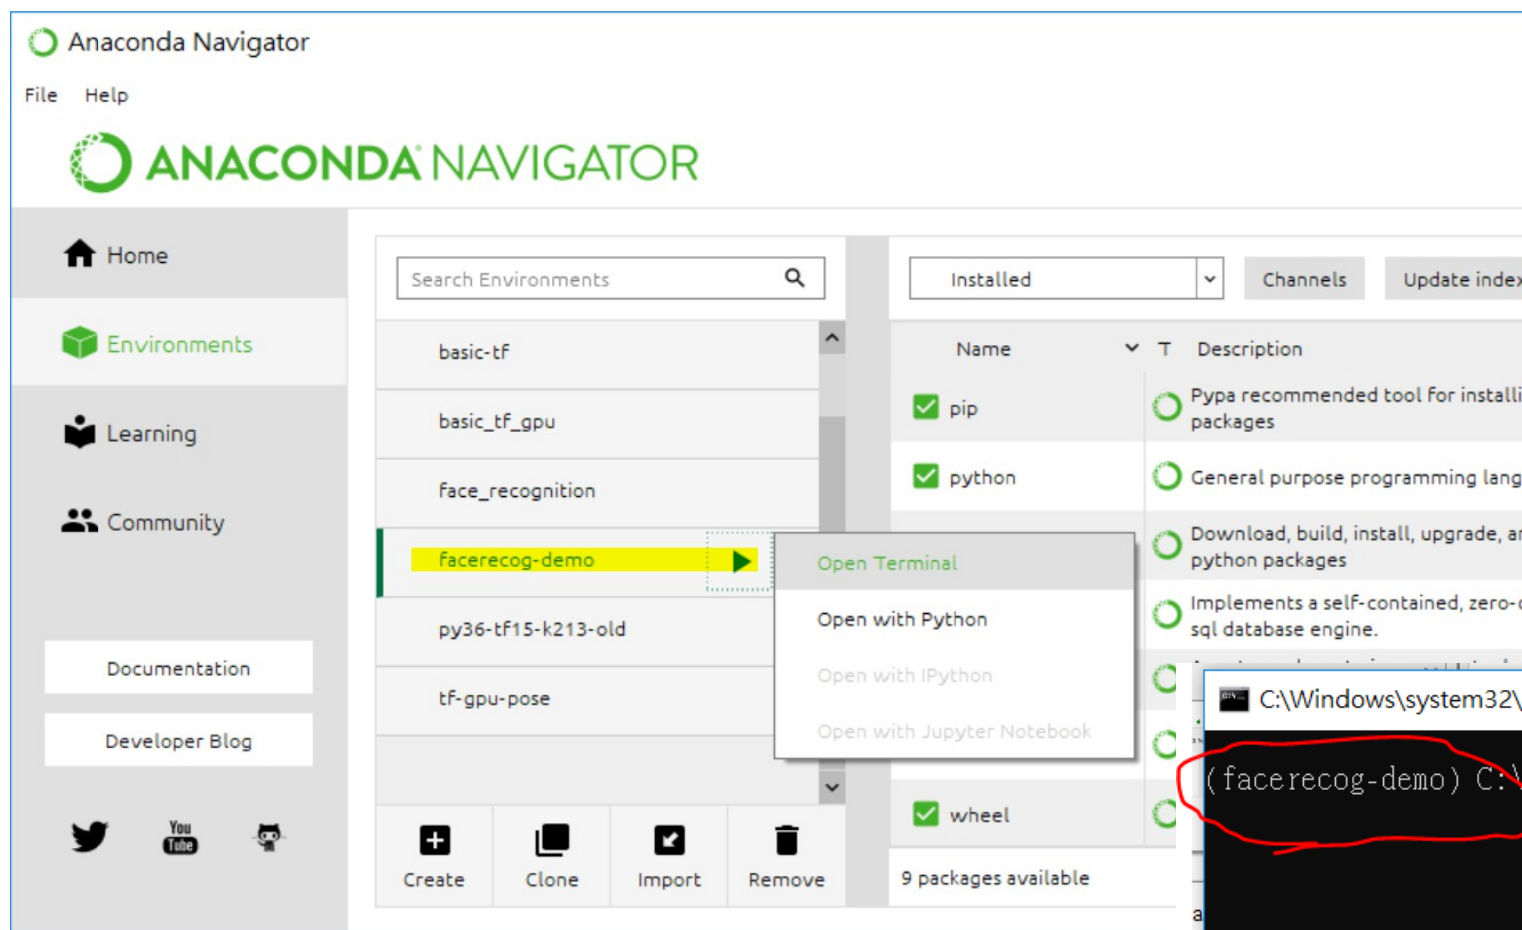 Anaconda Navigator
File Help
ANACONDA NAVIGATOR
Home
Environments
Learning
Community
Documentation
Developer Blog
You
Tube
Search Environments
basic-tf
basic_tf_gpu
face_recognition
facerecog-demo
py36-tf15-k213-old
tf-gpu-pose
Create Clone Import Remove
Open Terminal
Open with Python
Open with IPython
Open with Jupyter Notebook
Installed Channels Update index
Name T Description
pip Pypa recommended tool for installi
packages
python General purpose programming lang
Download, build, install, upgrade, an
python packages
Implements a self-contained, zero-
sql database engine.
wheel
9 packages available
C:\Windows\system32\
(facerecog-demo) C:\